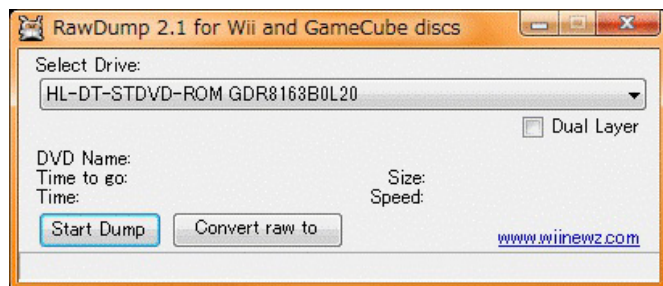 RawDump 2.1 for Wii and GameCube discs
Select Drive:
HL-DT-STDVD-ROM GDR8163B0L20
Dual Layer
DVD Name:
Time to go: Size:
Time: Speed:
Start Dump Convert raw to
www.wiinewz.com